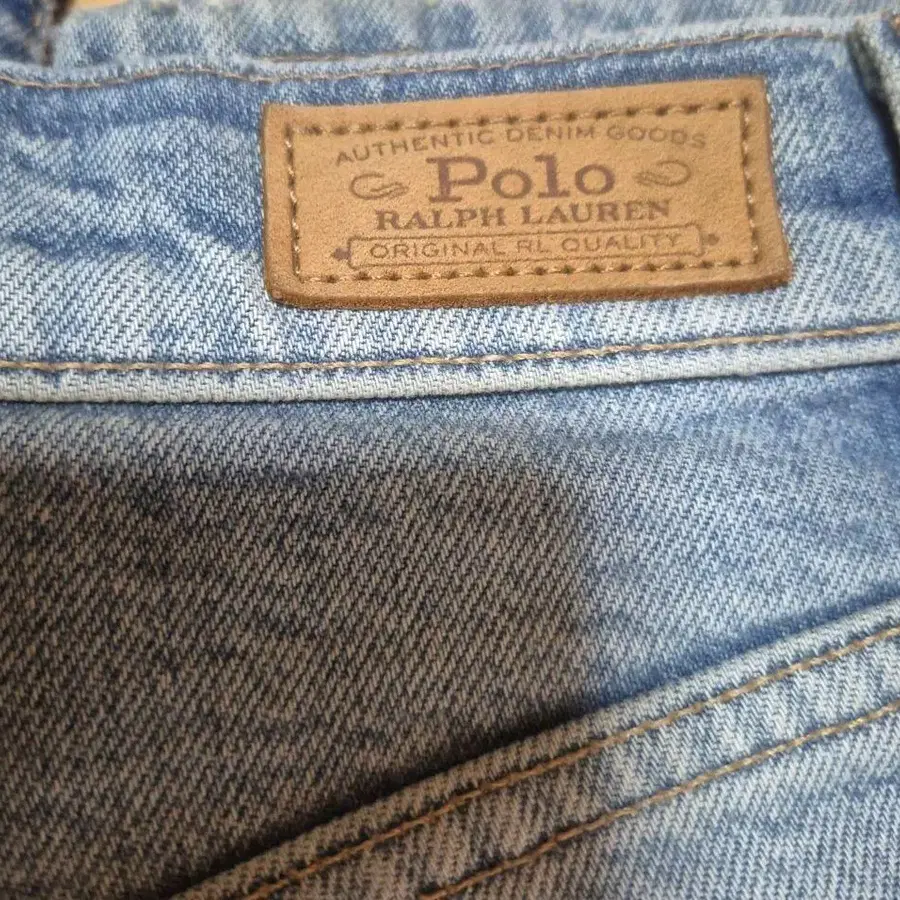 AUTHENTIC DENIM GOODS
Polo
RALPH LAUREN
ORIGINAL RL QUALITY